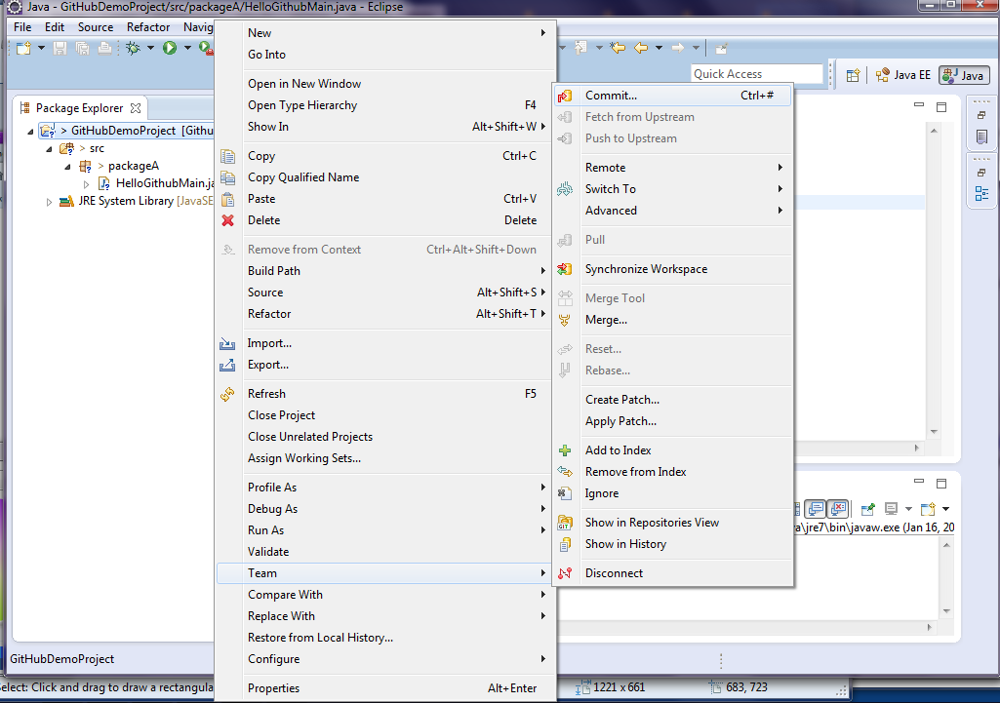 Java - GitHubDemoProject/src/packageA/HelloGithubMain.java - Eclipse
File Edit Source Refactor Navig
Quick Access
Java EE Java
Package Explorer
> GitHubDemoProject [Githu
> src
> packageA
HelloGithubMain.ja
JRE System Library [JavaSE
New
Go Into
Open in New Window
Open Type Hierarchy F4
Show In Alt+Shift+W
Copy Ctrl+C
Copy Qualified Name
Paste Ctrl+V
Delete Delete
Remove from Context Ctrl+Alt+Shift+Down
Build Path
Source Alt+Shift+S
Refactor Alt+Shift+T
Import...
Export...
Refresh F5
Close Project
Close Unrelated Projects
Assign Working Sets...
Profile As
Debug As
Run As
Validate
Team
Compare With
Replace With
Restore from Local History...
Configure
Properties Alt+Enter
Commit... Ctrl+#
Fetch from Upstream
Push to Upstream
Remote
Switch To
Advanced
Pull
Synchronize Workspace
Merge Tool
Merge...
Reset...
Rebase...
Create Patch...
Apply Patch...
Add to Index
Remove from Index
Ignore
GIT
Show in Repositories View
Show in History
Disconnect
va\jre7\bin\javaw.exe (Jan 16, 20
GitHubDemoProject
elect: Click and drag to draw a rectangula
1221 x 661
683, 723